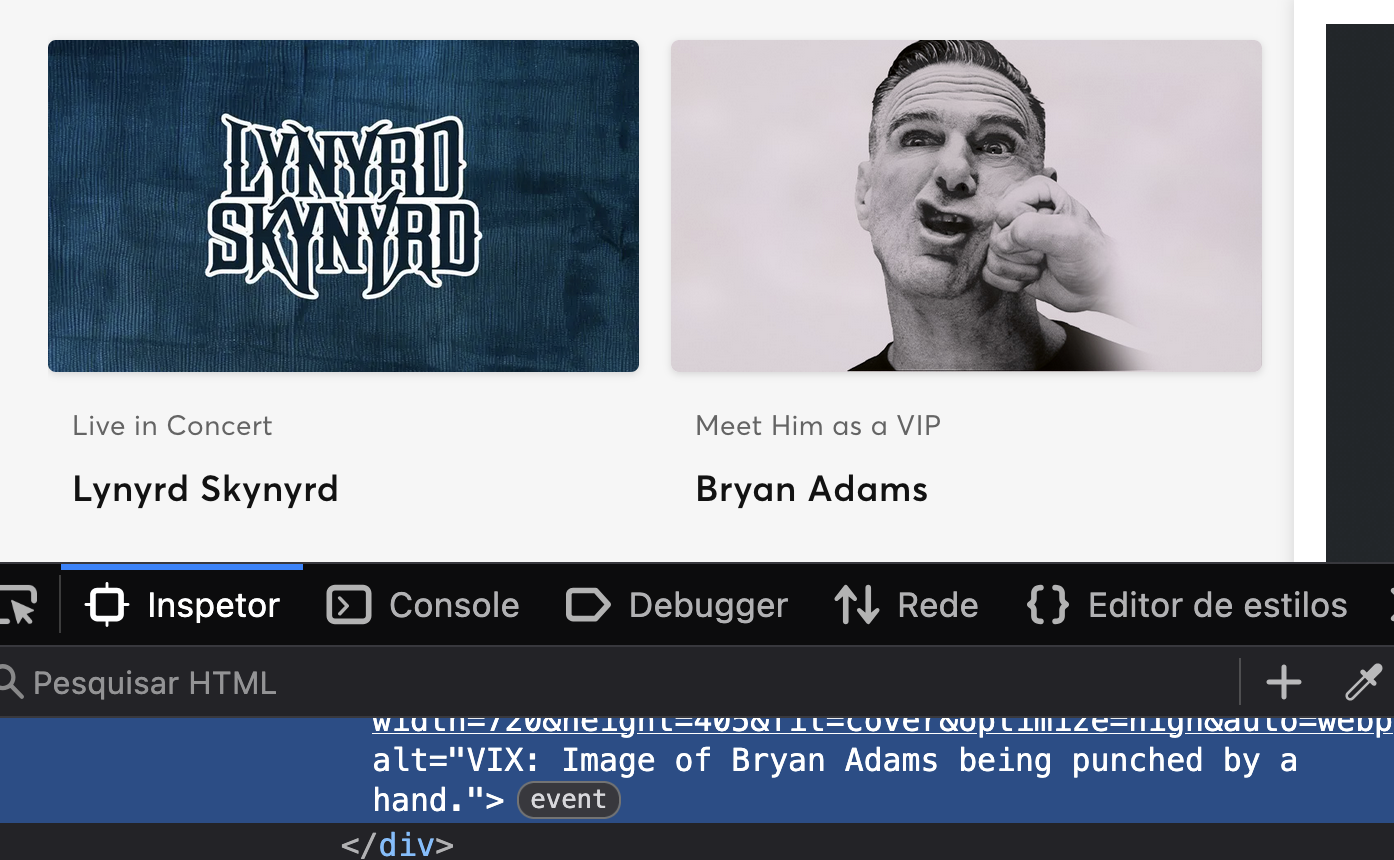 LYNYRD
SKYNYRD
Live in Concert
Meet Him as a VIP
Lynyrd Skynyrd
Bryan Adams
Inspetor
Console
Debugger
Rede
Editor de estilos
Pesquisar HTML
width=720&height=405&fit=cover&optimize=high&auto=webp
alt="VIX: Image of Bryan Adams being punched by a
hand."> event
</div>